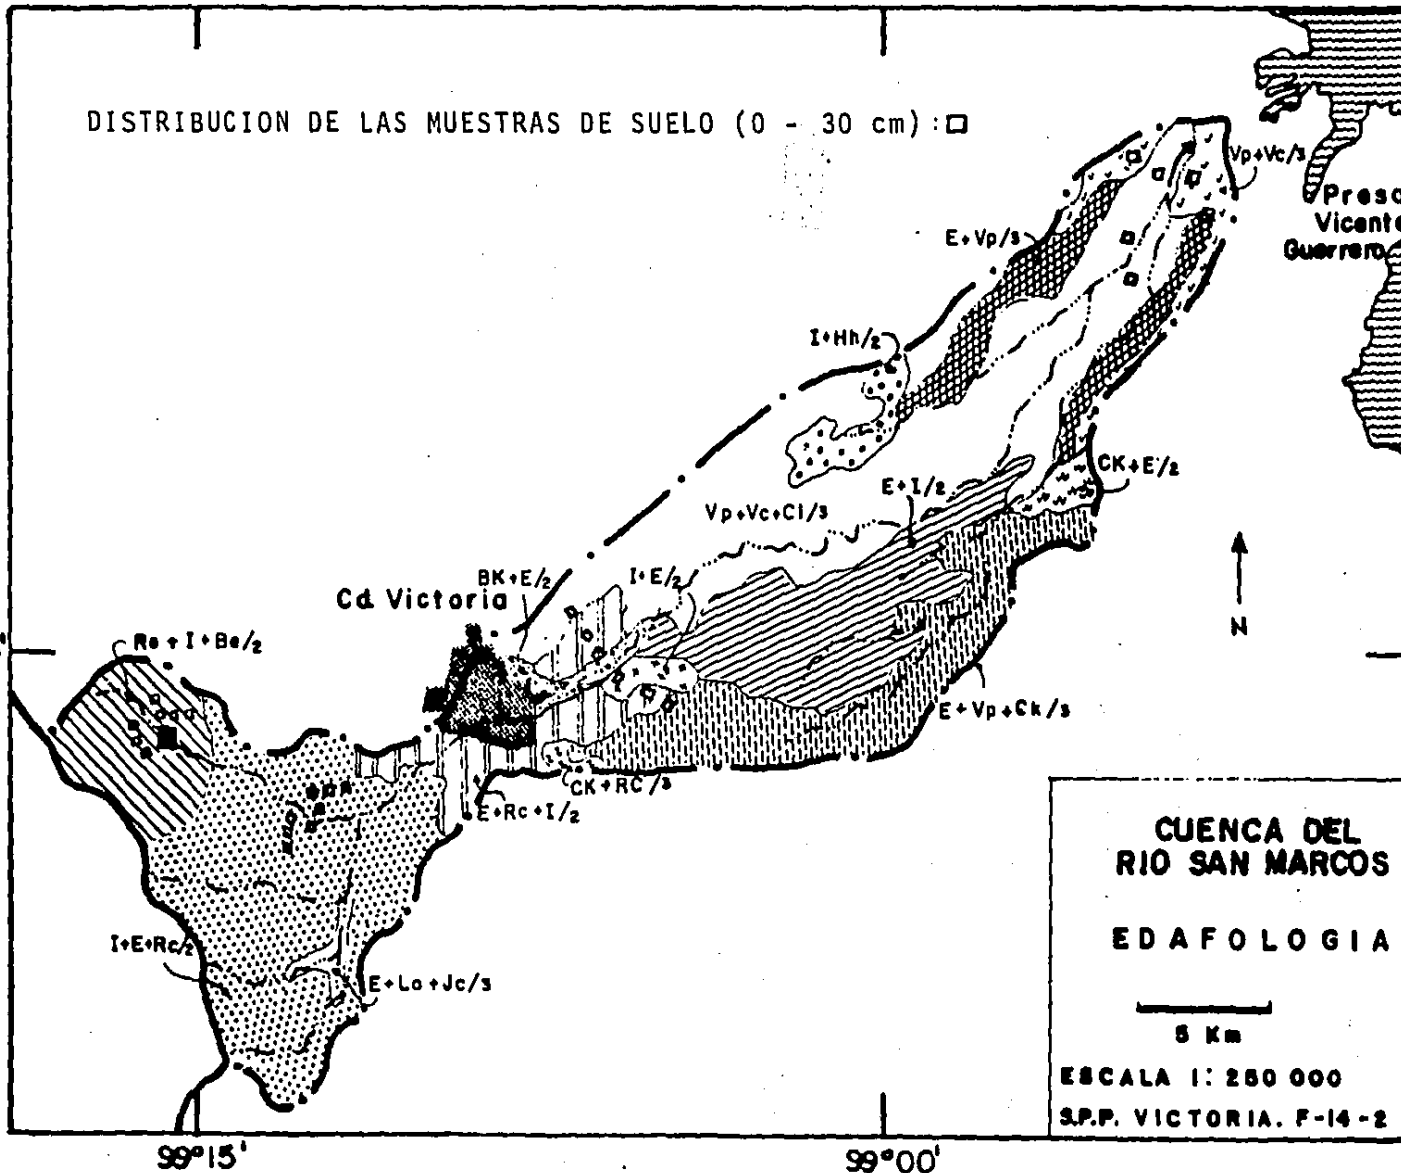 DISTRIBUCION DE LAS MUESTRAS DE SUELO (0 - 30 cm) :
Vp+Vc/3
Presa
Vicente
Guerrero
E+Vp/3
I+Hh/2
CK+E/2
E+I/2
Vp+Vc+Cl/3
BK+E/2
I+E/2
Cd. Victoria
N
Re+I+Be/2
E+Vp+Ck/3
CK+RC/3
E+Rc+I/2
CUENCA DEL
RIO SAN MARCOS
EDAFOLOGIA
I+E+Rc/2
E+Lo+Jc/3
5 Km
ESCALA 1: 250 000
S.P.P. VICTORIA. F-14-2
99°15'
99°00'